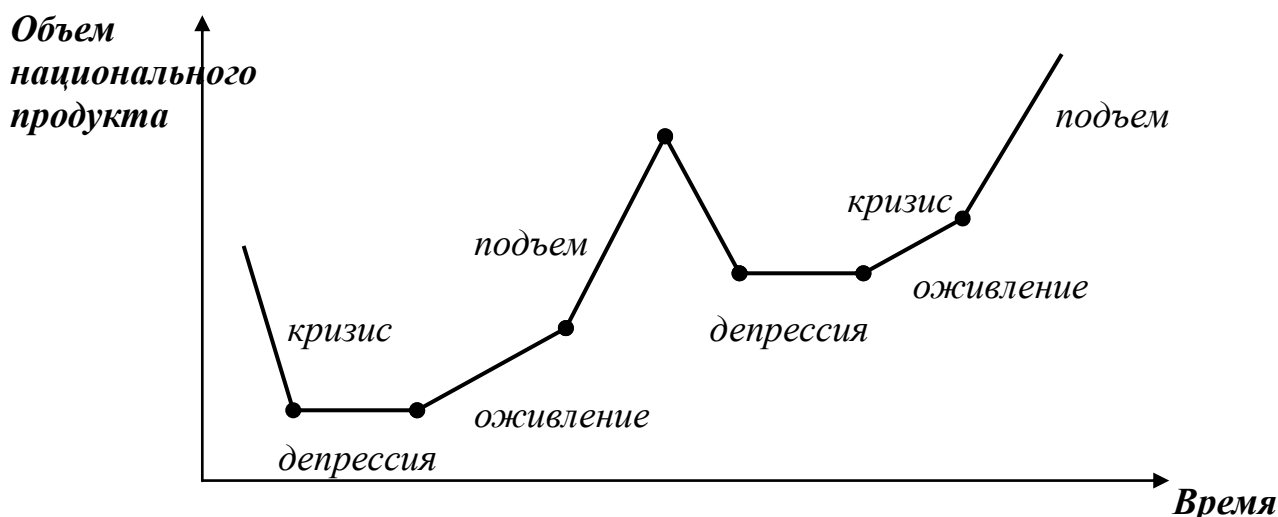 Объем
национального
продукта
подъем
кризис
подъем
оживление
кризис
депрессия
оживление
депрессия
Время